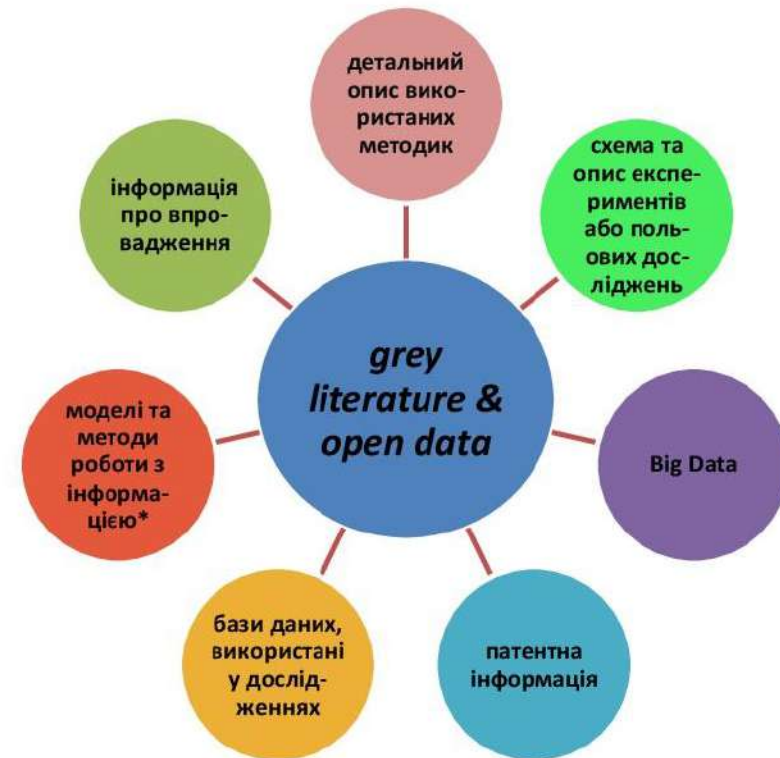 детальний
опис вико-
ристаних
методик
схема та
опис експе-
риментів
або польо-
ових дос-
ліджень
Big Data
патентна
інформація
бази даних,
використані
у дослід-
женнях
моделі та
методи
роботи з
інформа-
цією*
інформація
про впро-
вадження
grey
literature &
open data